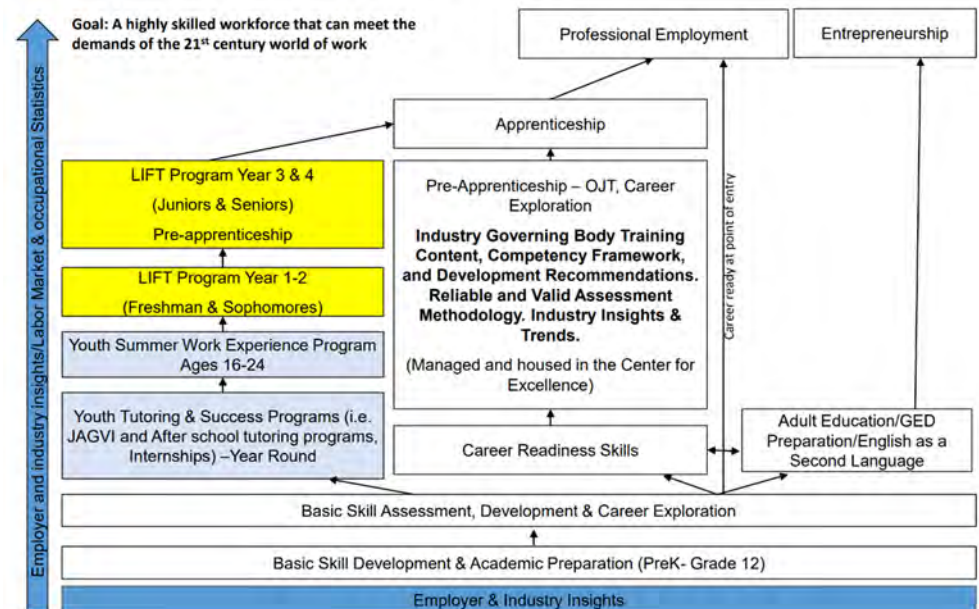 Goal: A highly skilled workforce that can meet the
demands of the 21st century world of work
Professional Employment
Entrepreneurship
Employer and industry insights/Labor Market & occupational Statistics
Apprenticeship
LIFT Program Year 3 & 4
(Juniors & Seniors)
Pre-apprenticeship
Pre-Apprenticeship – OJT, Career
Exploration
Industry Governing Body Training
Content, Competency Framework,
and Development Recommendations.
Reliable and Valid Assessment
Methodology. Industry Insights &
Trends.
(Managed and housed in the Center for
Excellence)
Career ready at point of entry
LIFT Program Year 1-2
(Freshman & Sophomores)
Youth Summer Work Experience Program
Ages 16-24
Youth Tutoring & Success Programs (i.e.
JAGVI and After school tutoring programs,
Internships) –Year Round
Career Readiness Skills
Adult Education/GED
Preparation/English as a
Second Language
Basic Skill Assessment, Development & Career Exploration
Basic Skill Development & Academic Preparation (PreK- Grade 12)
Employer & Industry Insights